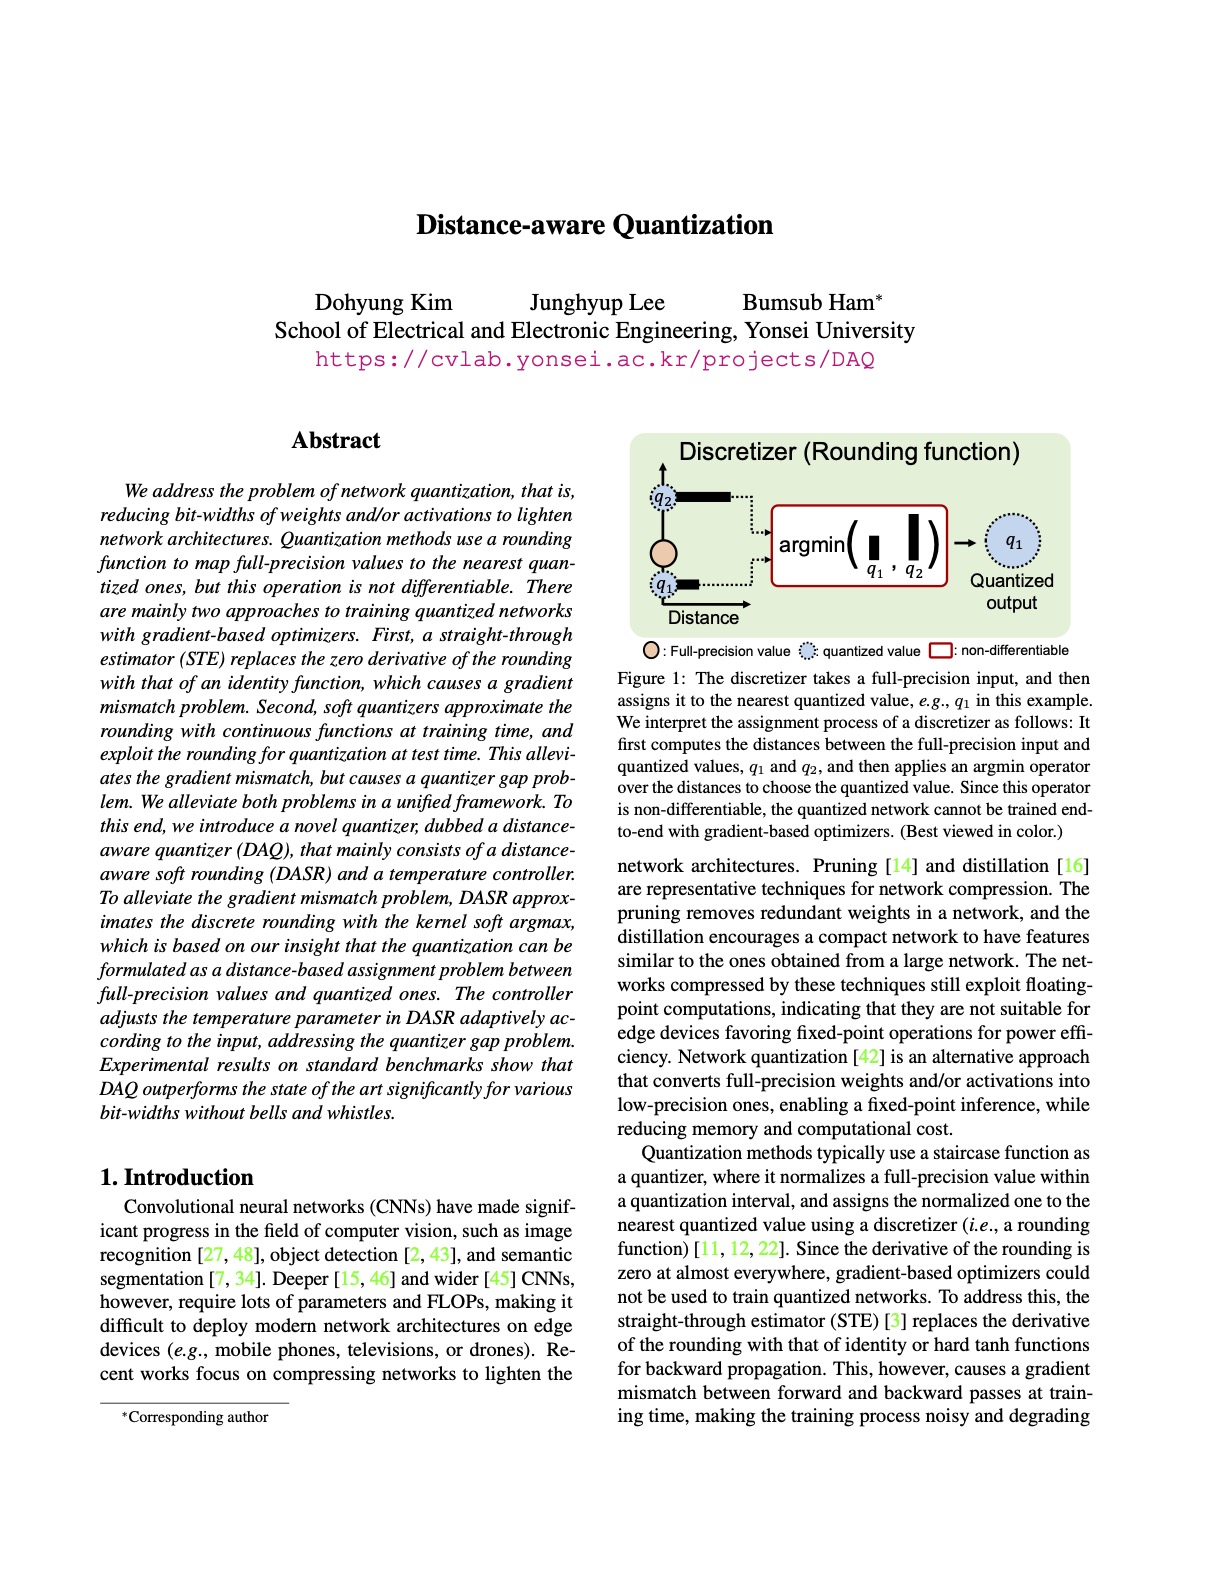 Distance-aware Quantization
Dohyung Kim Junghyup Lee Bumsub Ham*
School of Electrical and Electronic Engineering, Yonsei University
https://cvlab.yonsei.ac.kr/projects/DAQ
Abstract
We address the problem of network quantization, that is,
reducing bit-widths of weights and/or activations to lighten
network architectures. Quantization methods use a rounding
function to map full-precision values to the nearest quan-
tized ones, but this operation is not differentiable. There
are mainly two approaches to training quantized networks
with gradient-based optimizers. First, a straight-through
estimator (STE) replaces the zero derivative of the rounding
with that of an identity function, which causes a gradient
mismatch problem. Second, soft quantizers approximate the
rounding with continuous functions at training time, and
exploit the rounding for quantization at test time. This allevi-
ates the gradient mismatch, but causes a quantizer gap prob-
lem. We alleviate both problems in a unified framework. To
this end, we introduce a novel quantizer, dubbed a distance-
aware quantizer (DAQ), that mainly consists of a distance-
aware soft rounding (DASR) and a temperature controller.
To alleviate the gradient mismatch problem, DASR approx-
imates the discrete rounding with the kernel soft argmax,
which is based on our insight that the quantization can be
formulated as a distance-based assignment problem between
full-precision values and quantized ones. The controller
adjusts the temperature parameter in DASR adaptively ac-
cording to the input, addressing the quantizer gap problem.
Experimental results on standard benchmarks show that
DAQ outperforms the state of the art significantly for various
bit-widths without bells and whistles.
1. Introduction
Convolutional neural networks (CNNs) have made signif-
icant progress in the field of computer vision, such as image
recognition [27, 48], object detection [2, 43], and semantic
segmentation [7, 34]. Deeper [15, 46] and wider [45] CNNs,
however, require lots of parameters and FLOPs, making it
difficult to deploy modern network architectures on edge
devices (e.g., mobile phones, televisions, or drones). Re-
cent works focus on compressing networks to lighten the
*Corresponding author
Discretizer (Rounding function)
q2
q1
Distance
argmin( q1 , q2 )
q1
Quantized
output
: Full-precision value : quantized value : non-differentiable
Figure 1: The discretizer takes a full-precision input, and then
assigns it to the nearest quantized value, e.g., q1 in this example.
We interpret the assignment process of a discretizer as follows: It
first computes the distances between the full-precision input and
quantized values, q1 and q2, and then applies an argmin operator
over the distances to choose the quantized value. Since this operator
is non-differentiable, the quantized network cannot be trained end-
to-end with gradient-based optimizers. (Best viewed in color.)
network architectures. Pruning [14] and distillation [16]
are representative techniques for network compression. The
pruning removes redundant weights in a network, and the
distillation encourages a compact network to have features
similar to the ones obtained from a large network. The net-
works compressed by these techniques still exploit floating-
point computations, indicating that they are not suitable for
edge devices favoring fixed-point operations for power effi-
ciency. Network quantization [42] is an alternative approach
that converts full-precision weights and/or activations into
low-precision ones, enabling a fixed-point inference, while
reducing memory and computational cost.
Quantization methods typically use a staircase function as
a quantizer, where it normalizes a full-precision value within
a quantization interval, and assigns the normalized one to the
nearest quantized value using a discretizer (i.e., a rounding
function) [11, 12, 22]. Since the derivative of the rounding is
zero at almost everywhere, gradient-based optimizers could
not be used to train quantized networks. To address this, the
straight-through estimator (STE) [3] replaces the derivative
of the rounding with that of identity or hard tanh functions
for backward propagation. This, however, causes a gradient
mismatch between forward and backward passes at train-
ing time, making the training process noisy and degrading